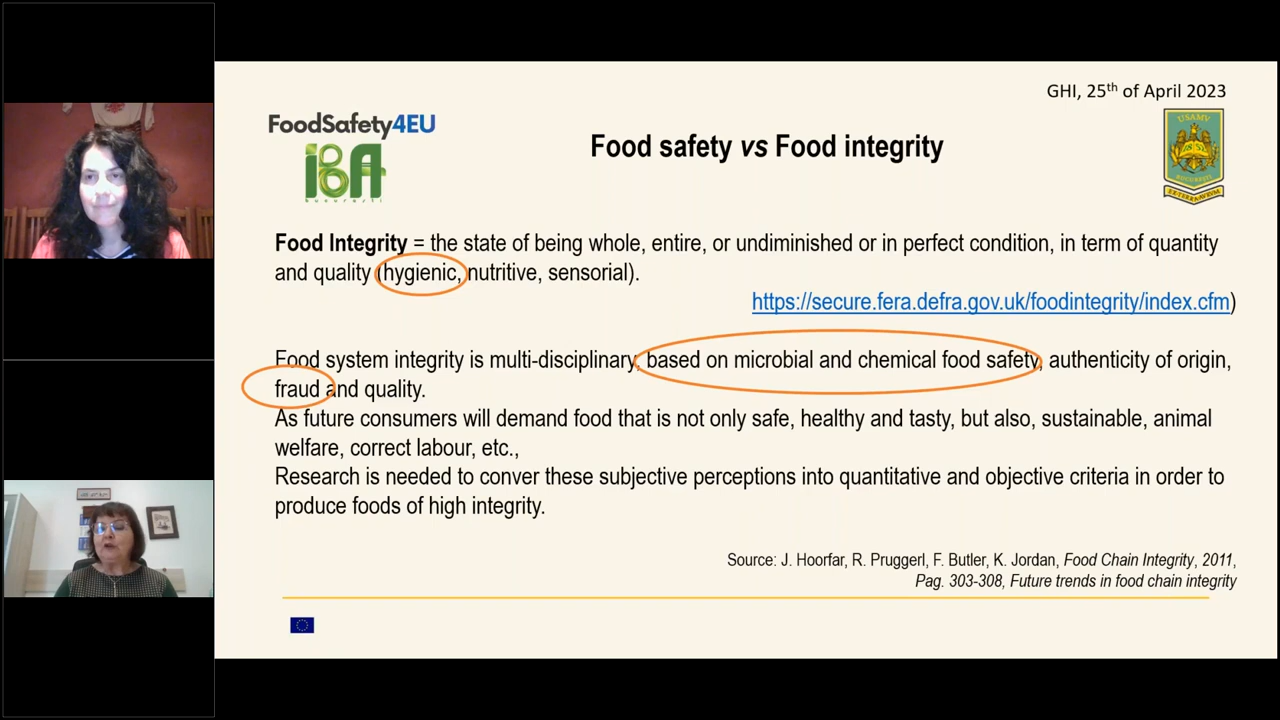 GHI, 25th of April 2023
FoodSafety4EU
iBA
bucuresti
Food safety vs Food integrity
USAMV
Food Integrity = the state of being whole, entire, or undiminished or in perfect condition, in term of quantity
and quality (hygienic, nutritive, sensorial).
https://secure.fera.defra.gov.uk/foodintegrity/index.cfm)
Food system integrity is multi-disciplinary, based on microbial and chemical food safety, authenticity of origin,
fraud and quality.
As future consumers will demand food that is not only safe, healthy and tasty, but also, sustainable, animal
welfare, correct labour, etc.,
Research is needed to conver these subjective perceptions into quantitative and objective criteria in order to
produce foods of high integrity.
Source: J. Hoorfar, R. Pruggerl, F. Butler, K. Jordan, Food Chain Integrity, 2011,
Pag. 303-308, Future trends in food chain integrity